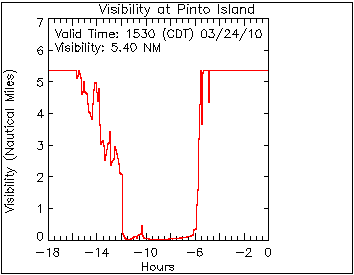 Visibility at Pinto Island
Valid Time: 1530 (CDT) 03/24/10
Visibility: 5.40 NM
Visibility (Nautical Miles)
7
6
5
4
3
2
1
0
-18 -14 -10 -6 -2 0
Hours